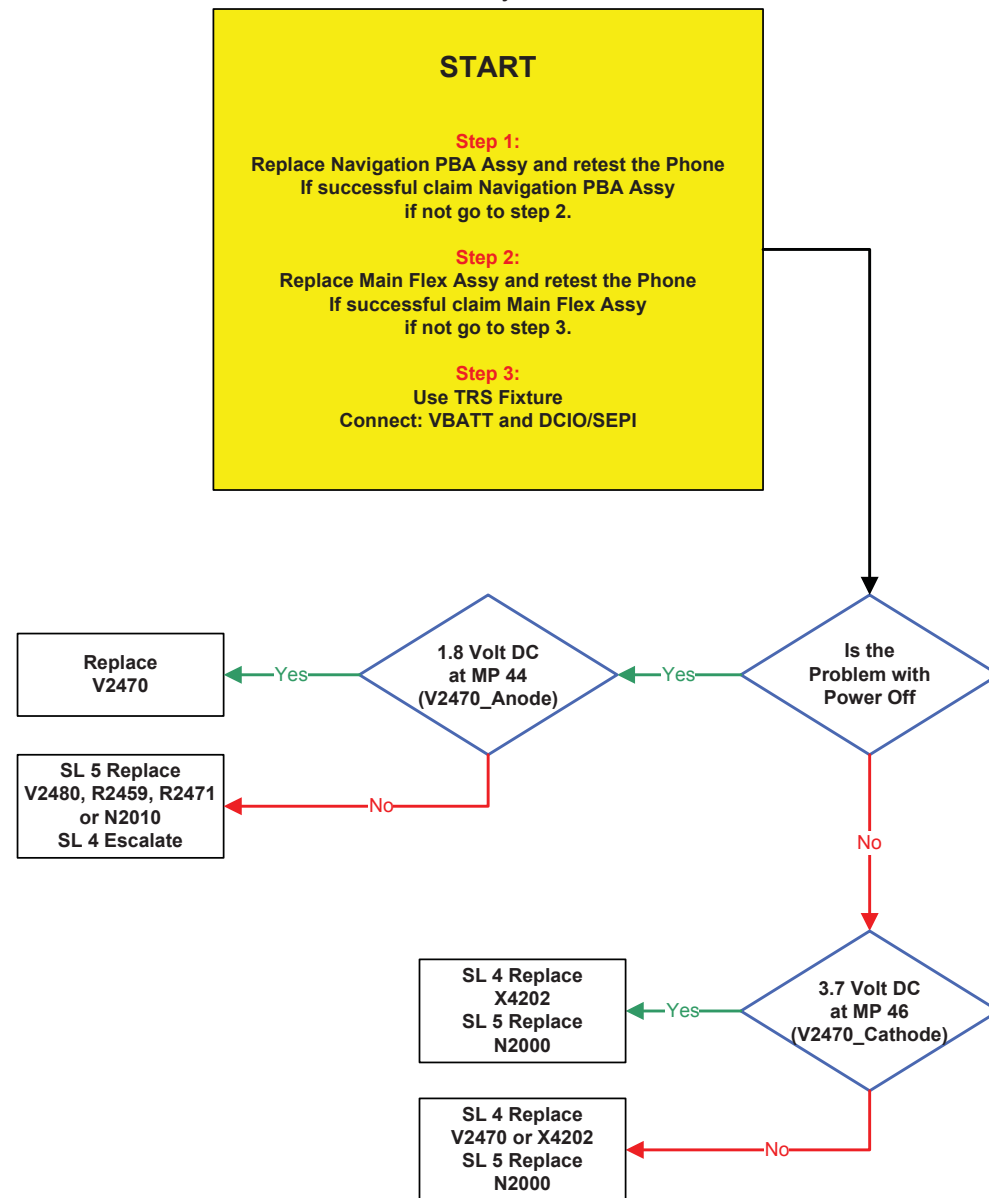 START
Step 1:
Replace Navigation PBA Assy and retest the Phone
If successful claim Navigation PBA Assy
if not go to step 2.
Step 2:
Replace Main Flex Assy and retest the Phone
If successful claim Main Flex Assy
if not go to step 3.
Step 3:
Use TRS Fixture
Connect: VBATT and DCIO/SEPI
Is the
Problem with
Power Off
Yes
1.8 Volt DC
at MP 44
(V2470_Anode)
Yes
Replace
V2470
No
SL 5 Replace
V2480, R2459, R2471
or N2010
SL 4 Escalate
No
3.7 Volt DC
at MP 46
(V2470_Cathode)
Yes
SL 4 Replace
X4202
SL 5 Replace
N2000
No
SL 4 Replace
V2470 or X4202
SL 5 Replace
N2000